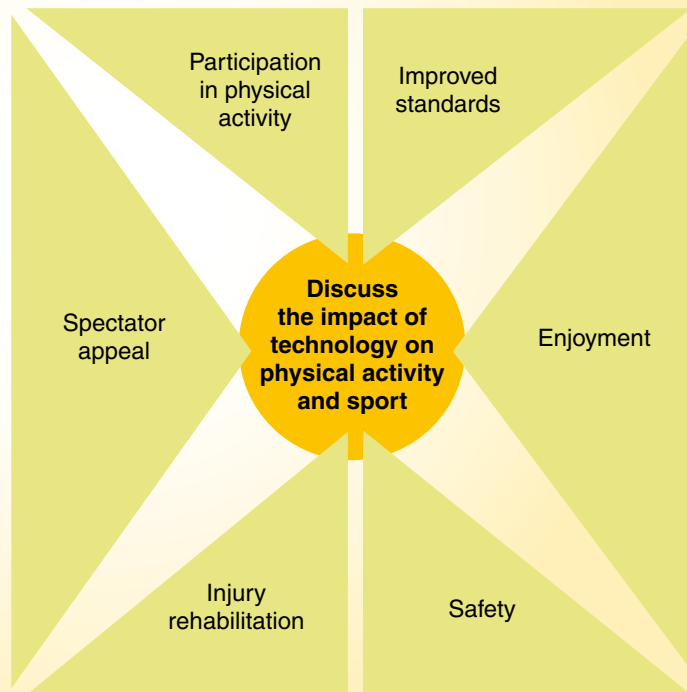 Participation
in physical
activity
Improved
standards
Spectator
appeal
Discuss
the impact of
technology on
physical activity
and sport
Enjoyment
Injury
rehabilitation
Safety